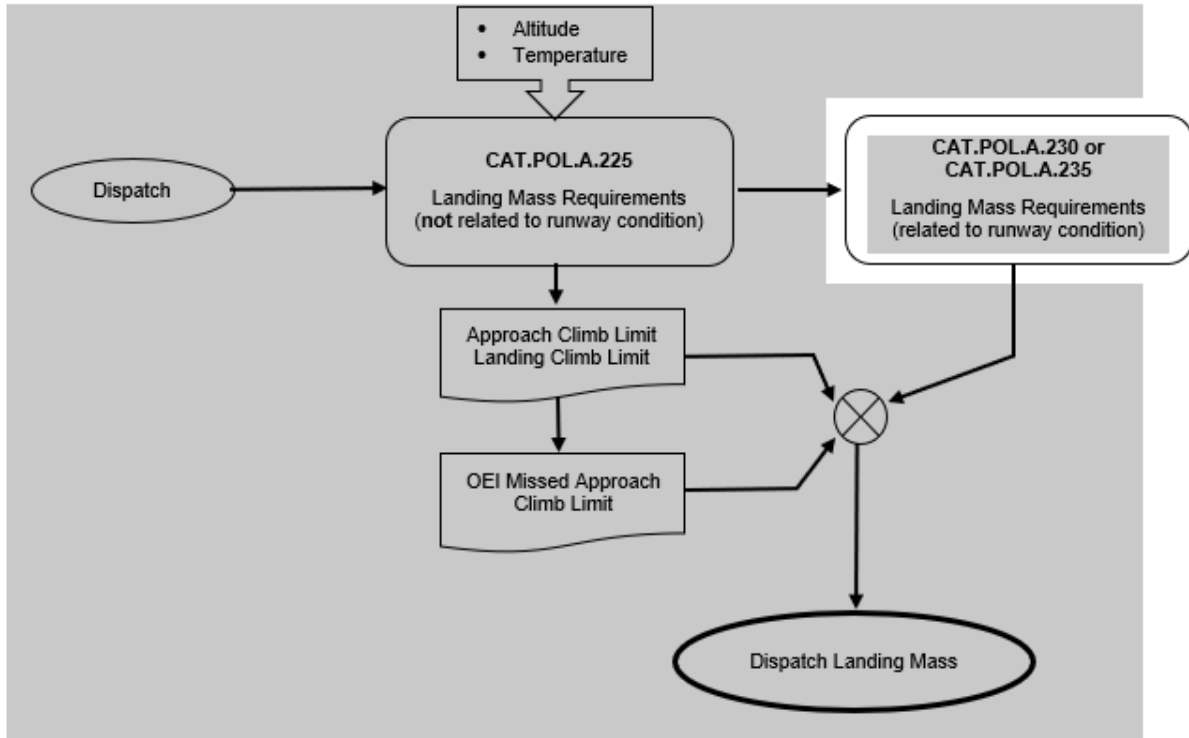 • Altitude
• Temperature
Dispatch
CAT.POL.A.225
Landing Mass Requirements
(not related to runway condition)
CAT.POL.A.230 or
CAT.POL.A.235
Landing Mass Requirements
(related to runway condition)
Approach Climb Limit
Landing Climb Limit
OEI Missed Approach
Climb Limit
Dispatch Landing Mass